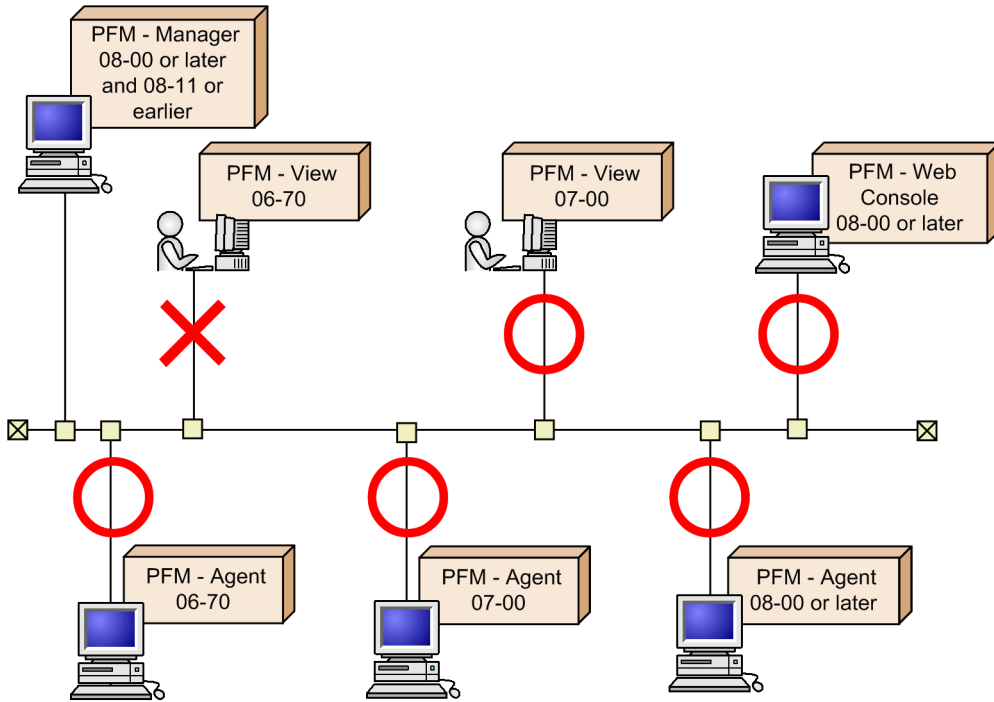 PFM - Manager
08-00 or later
and 08-11 or
earlier
PFM - View
06-70
PFM - View
07-00
PFM - Web
Console
08-00 or later
PFM - Agent
06-70
PFM - Agent
07-00
PFM - Agent
08-00 or later